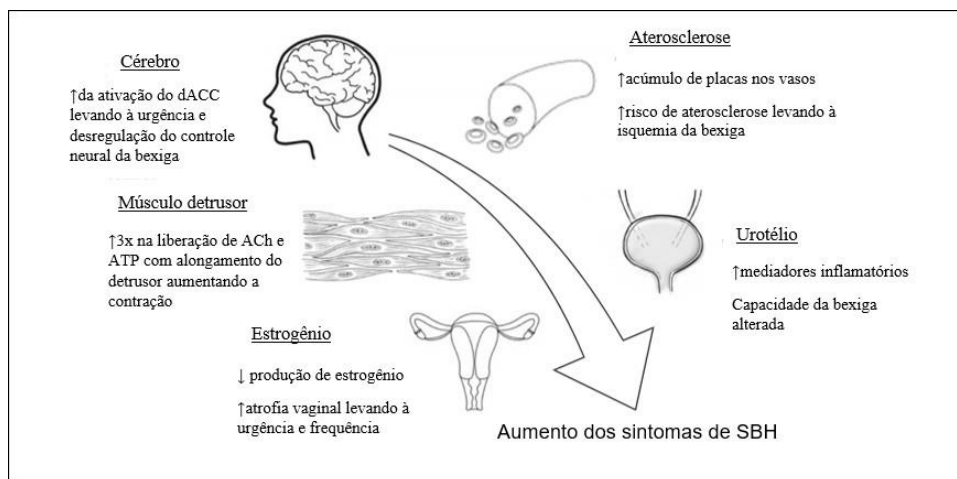 Cérebro
↑da ativação do dACC
levando à urgência e
desregulação do controle
neural da bexiga
Aterosclerose
↑acúmulo de placas nos vasos
↑risco de aterosclerose levando à
isquemia da bexiga
Músculo detrusor
↑3x na liberação de ACh e
ATP com alongamento do
detrusor aumentando a
contração
Urotélio
↑mediadores inflamatórios
Capacidade da bexiga
alterada
Estrogênio
↓ produção de estrogênio
↑atrofia vaginal levando à
urgência e frequência
Aumento dos sintomas de SBH